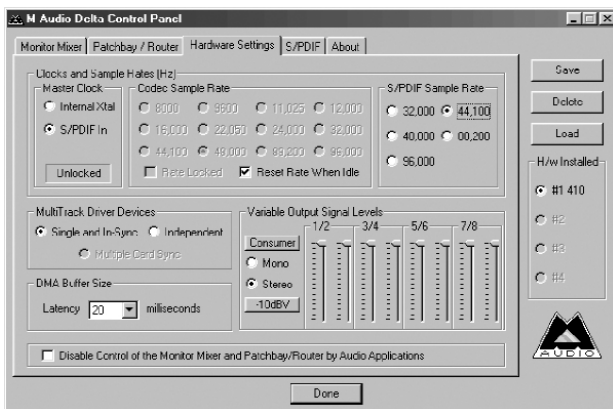 M Audio Delta Control Panel
Monitor Mixer Patchbay / Router Hardware Settings S/PDIF About
Clocks and Sample Rates (Hz)
Master Clock
Internal Xtal
S/PDIF In
Unlocked
Codec Sample Rate
8000 9600 11,025 12,000
16,000 22,050 24,000 32,000
44,100 48,000 88,200 96,000
Rate Locked Reset Rate When Idle
S/PDIF Sample Rate
32,000 44,100
48,000 88,200
96,000
MultiTrack Driver Devices
Single and In-Sync Independent
Multiple Card Sync
DMA Buffer Size
Latency 20 miliseconds
Variable Output Signal Levels
1/2 3/4 5/6 7/8
Consumer
Mono
Stereo
-10dBV
Disable Control of the Monitor Mixer and Patchbay/Router by Audio Applications
Save
Delete
Load
H/w Installed
#1 410
#2
#3
#4
M
AUDIO
Done